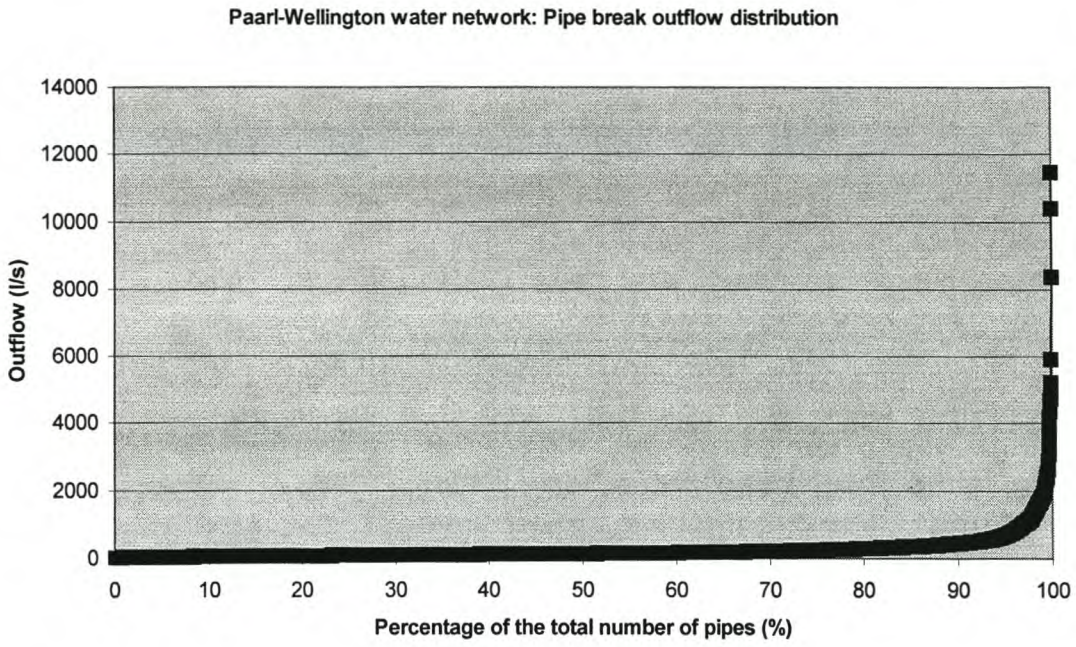 Paarl-Wellington water network: Pipe break outflow distribution
14000
12000
10000
8000
6000
4000
2000
0
Outflow (l/s)
0 10 20 30 40 50 60 70 80 90 100
Percentage of the total number of pipes (%)